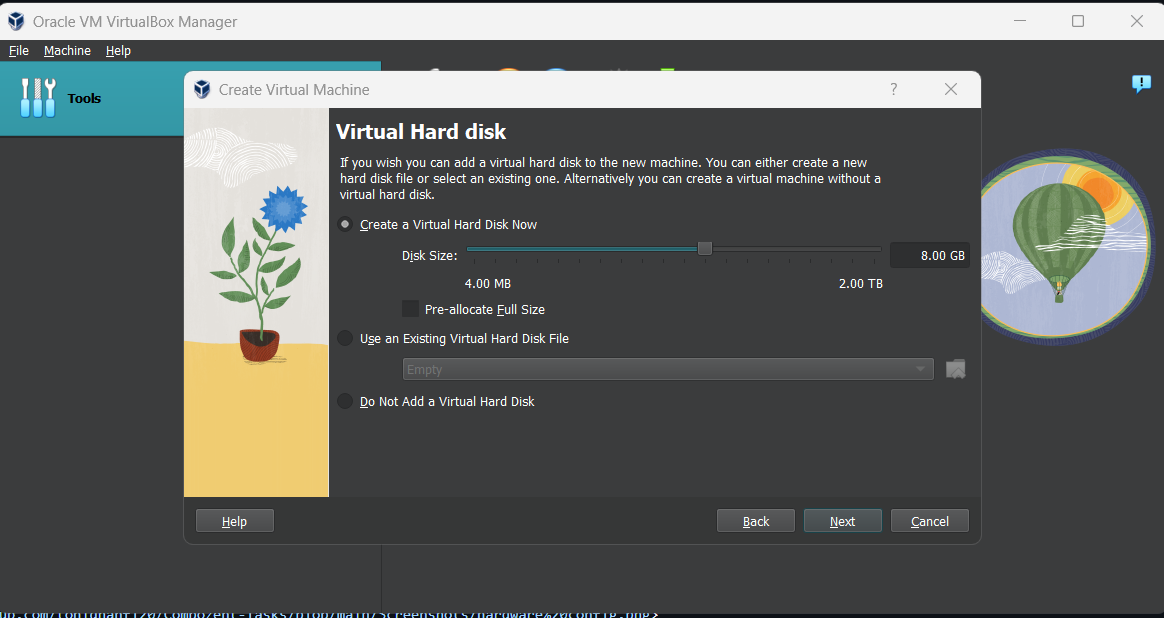 Oracle VM VirtualBox Manager
File Machine Help
Tools
Create Virtual Machine
?
Virtual Hard disk
If you wish you can add a virtual hard disk to the new machine. You can either create a new
hard disk file or select an existing one. Alternatively you can create a virtual machine without a
virtual hard disk.
Create a Virtual Hard Disk Now
Disk Size:
8.00 GB
4.00 MB
2.00 TB
Pre-allocate Full Size
Use an Existing Virtual Hard Disk File
Empty
Do Not Add a Virtual Hard Disk
Help
Back
Next
Cancel